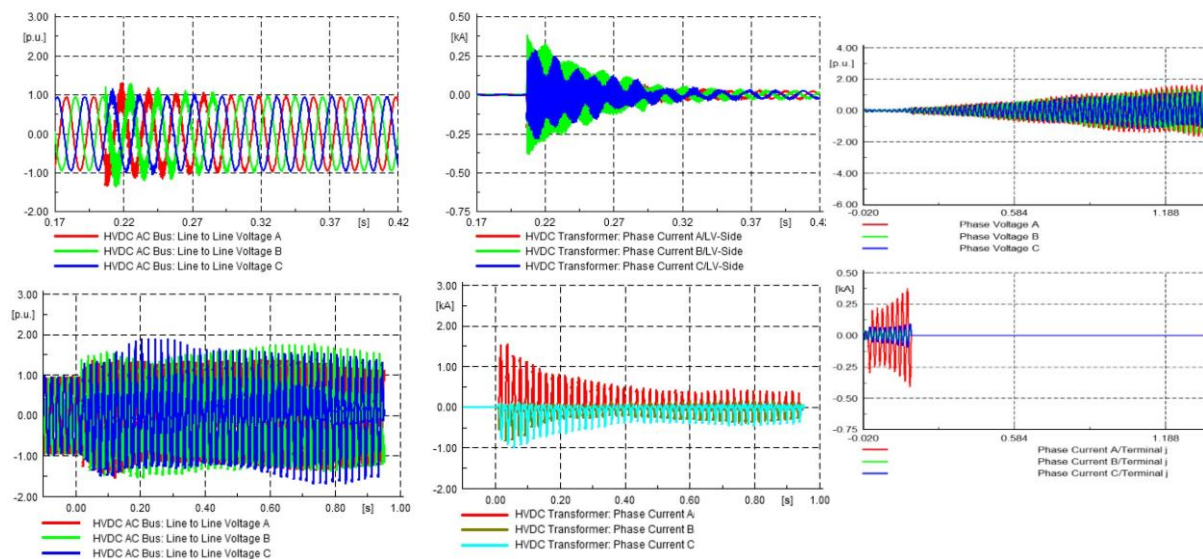 3.00
[p.u.]
2.00
1.00
0.00
-1.00
-2.00
0.17
0.22
0.27
0.32
0.37
[s]
0.42
HVDC AC Bus: Line to Line Voltage A
HVDC AC Bus: Line to Line Voltage B
HVDC AC Bus: Line to Line Voltage C
0.50
[kA]
0.25
0.00
-0.25
-0.50
-0.75
0.17
0.22
0.27
0.32
0.37
[s]
HVDC Transformer: Phase Current A/LV-Side
HVDC Transformer: Phase Current B/LV-Side
HVDC Transformer: Phase Current C/LV-Side
4.00
[p.u.]
2.00
0.00
-2.00
-4.00
-6.00
-0.020
0.584
1.188
Phase Voltage A
Phase Voltage B
Phase Voltage C
3.00
[p.u.]
2.00
1.00
0.00
-1.00
-2.00
0.00
0.20
0.40
0.60
0.80
[s]
1.00
HVDC AC Bus: Line to Line Voltage A
HVDC AC Bus: Line to Line Voltage B
HVDC AC Bus: Line to Line Voltage C
3.00
[kA]
2.00
1.00
0.00
-1.00
-2.00
0.00
0.20
0.40
0.60
0.80
[s]
1.00
HVDC Transformer: Phase Current A
HVDC Transformer: Phase Current B
HVDC Transformer: Phase Current C
0.50
[kA]
0.25
0.00
-0.25
-0.50
-0.75
-0.020
0.584
1.188
Phase Current A/Terminal j
Phase Current B/Terminal j
Phase Current C/Terminal j